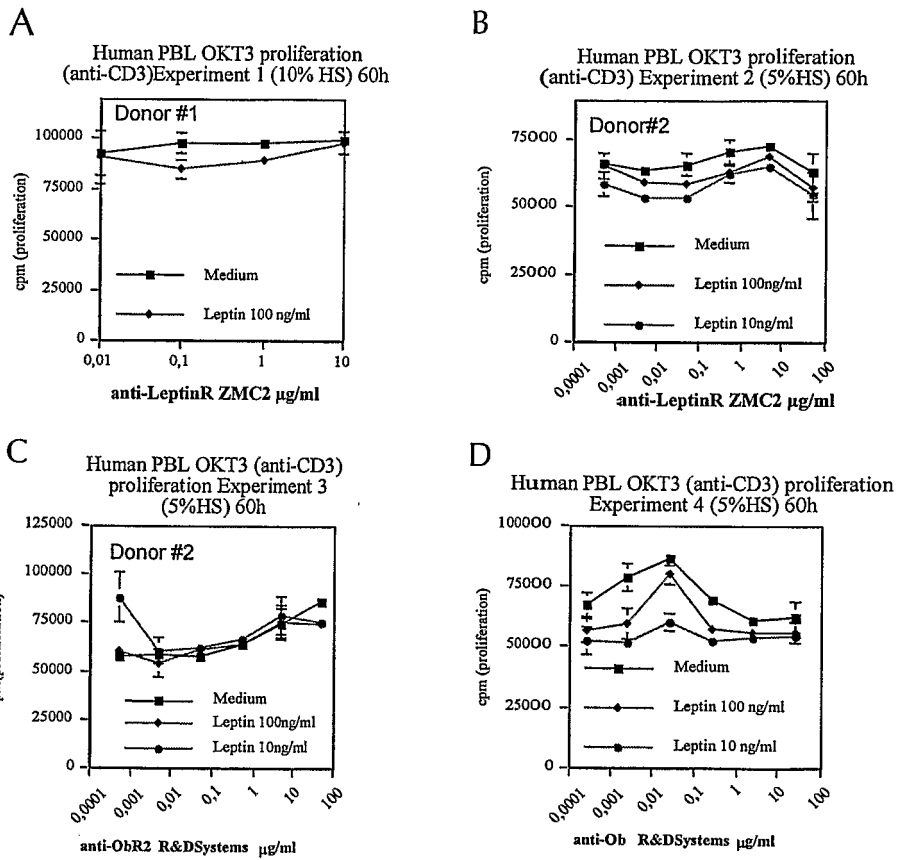 A
Human PBL OKT3 proliferation
(anti-CD3)Experiment 1 (10% HS) 60h
Donor #1
100000
75000
50000
25000
0
cpm (proliferation)
Medium
Leptin 100 ng/ml
0,01
0,1
1
10
anti-LeptinR ZMC2 µg/ml
B
Human PBL OKT3 proliferation
(anti-CD3) Experiment 2 (5%HS) 60h
Donor#2
75000
50000
25000
0
cpm (proliferation)
Medium
Leptin 100ng/ml
Leptin 10ng/ml
0,0001
0,001
0,01
0,1
1
10
100
anti-LeptinR ZMC2 µg/ml
C
Human PBL OKT3 (anti-CD3)
proliferation Experiment 3
(5%HS) 60h
Donor #2
125000
100000
75000
50000
25000
0
Medium
Leptin 100ng/ml
Leptin 10ng/ml
0,0001
0,001
0,01
0,1
1
10
100
anti-ObR2 R&DSystems µg/ml
D
Human PBL OKT3 (anti-CD3) proliferation
Experiment 4 (5%HS) 60h
100000
75000
50000
25000
0
cpm (proliferation)
Medium
Leptin 100 ng/ml
Leptin 10 ng/ml
0,0001
0,001
0,01
0,1
1
10
100
anti-Ob R&DSystems µg/ml